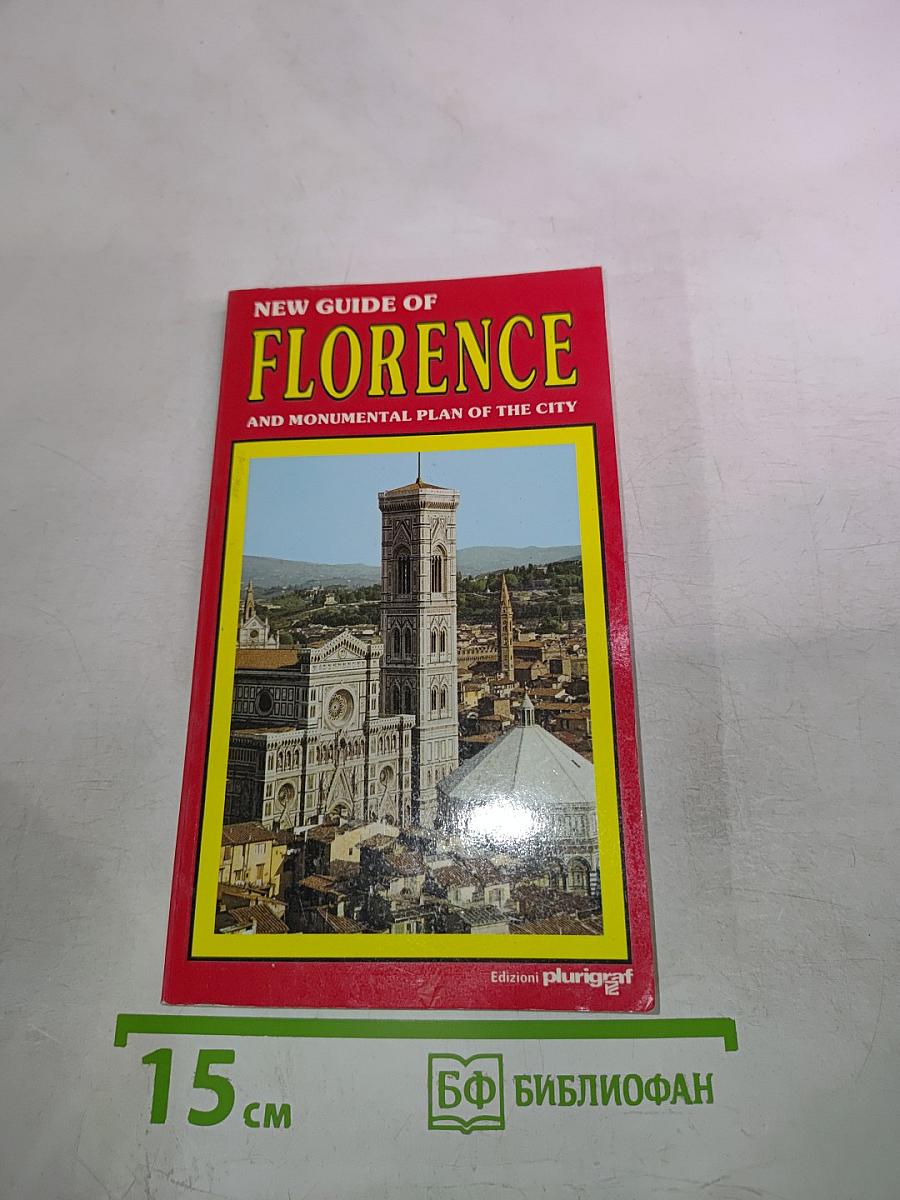 NEW GUIDE OF
FLORENCE
AND MONUMENTAL PLAN OF THE CITY
Edizioni plurigraf
15 см
БФ БИБЛИОФАН